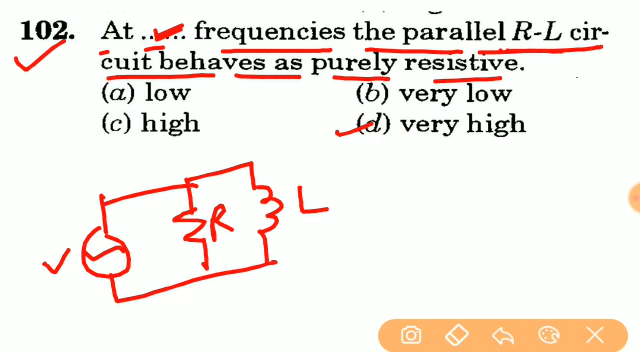 102. At ...... frequencies the parallel R-L cir-
cuit behaves as purely resistive.
(a) low (b) very low
(c) high (d) very high
R L
V